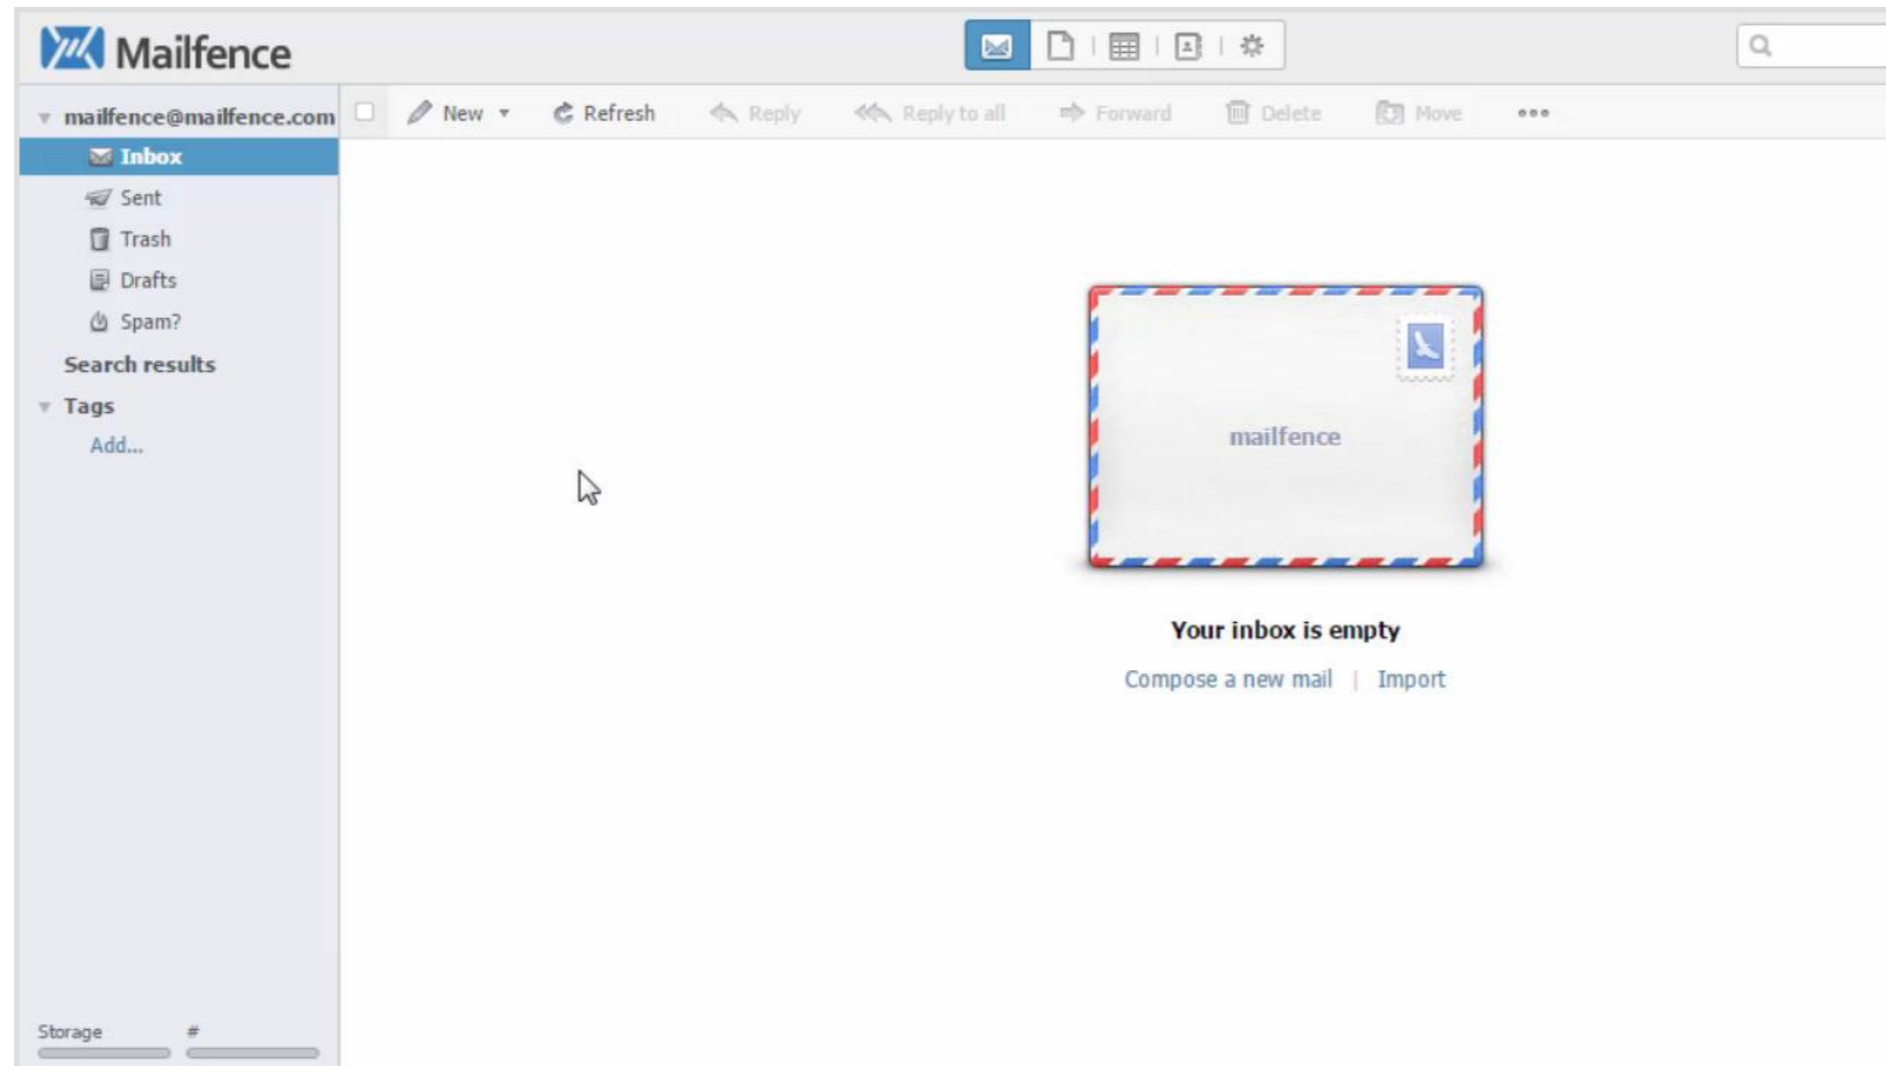 Mailfence
mailfence@mailfence.com
New
Refresh
Reply
Reply to all
Forward
Delete
Move
Inbox
Sent
Trash
Drafts
Spam?
Search results
Tags
Add...
mailfence
Your inbox is empty
Compose a new mail | Import
Storage #